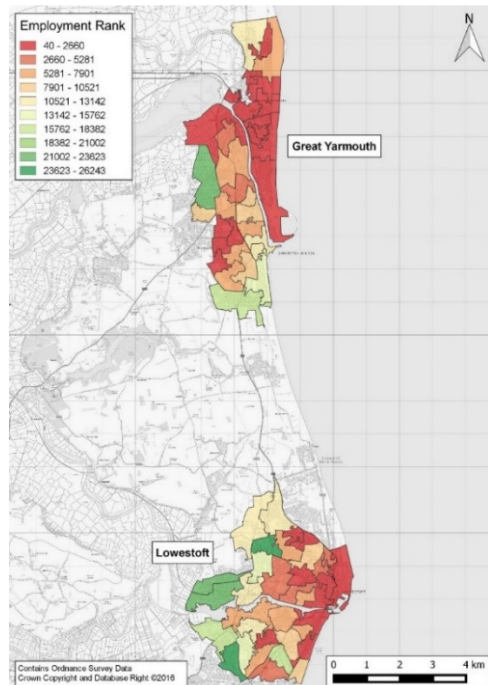 Employment Rank
40 - 2660
2660 - 5281
5281 - 7901
7901 - 10521
10521 - 13142
13142 - 15762
15762 - 18382
18382 - 21002
21002 - 23623
23623 - 26243
N
Great Yarmouth
Lowestoft
Contains Ordnance Survey Data
Crown Copyright and Database Right ©2016
0 1 2 3 4 km